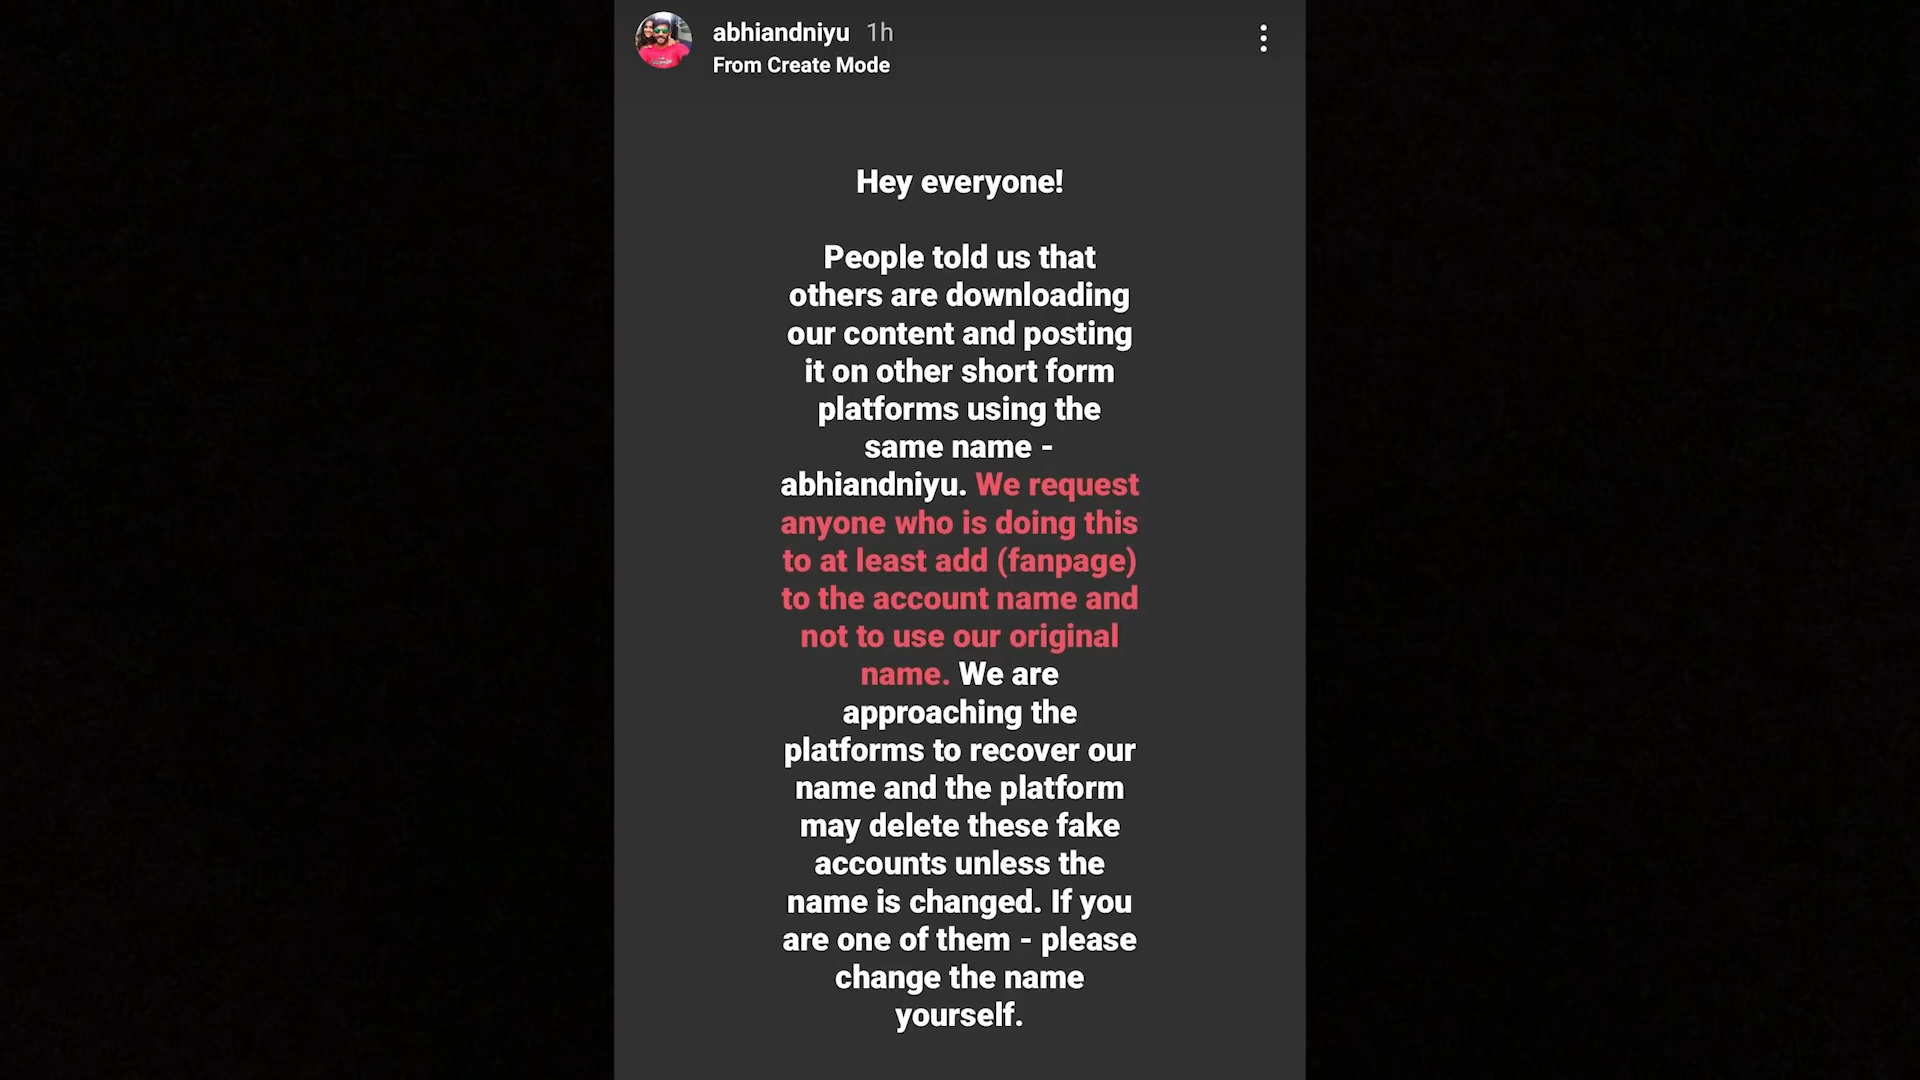 abhiandniyu 1h
From Create Mode
Hey everyone!
People told us that
others are downloading
our content and posting
it on other short form
platforms using the
same name -
abhiandniyu. We request
anyone who is doing this
to at least add (fanpage)
to the account name and
not to use our original
name. We are
approaching the
platforms to recover our
name and the platform
may delete these fake
accounts unless the
name is changed. If you
are one of them - please
change the name
yourself.